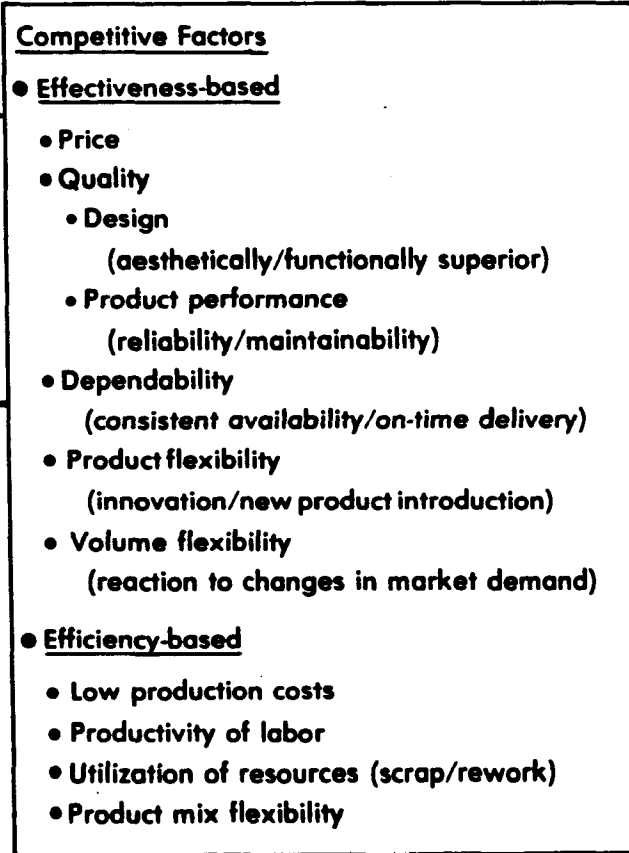 Competitive Factors
● Effectiveness-based
• Price
• Quality
• Design
(aesthetically/functionally superior)
• Product performance
(reliability/maintainability)
• Dependability
(consistent availability/on-time delivery)
• Product flexibility
(innovation/new product introduction)
• Volume flexibility
(reaction to changes in market demand)
● Efficiency-based
• Low production costs
• Productivity of labor
• Utilization of resources (scrap/rework)
• Product mix flexibility